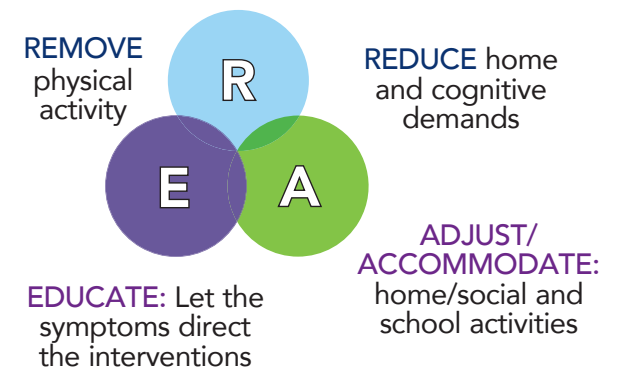 REMOVE
physical
activity
R
REDUCE home
and cognitive
demands
E
A
EDUCATE: Let the
symptoms direct
the interventions
ADJUST/
ACCOMMODATE:
home/social and
school activities